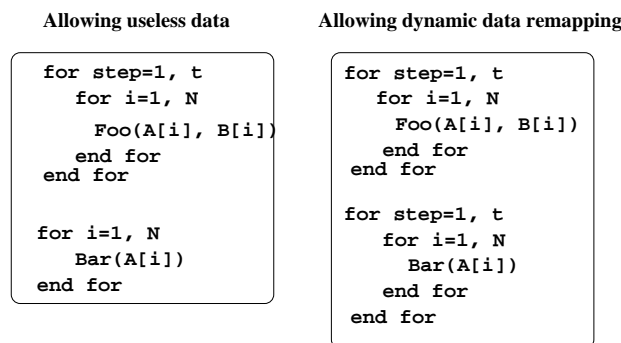 Allowing useless data
for step=1, t
for i=1, N
Foo(A[i], B[i])
end for
end for
for i=1, N
Bar(A[i])
end for
Allowing dynamic data remapping
for step=1, t
for i=1, N
Foo(A[i], B[i])
end for
end for
for step=1, t
for i=1, N
Bar(A[i])
end for
end for